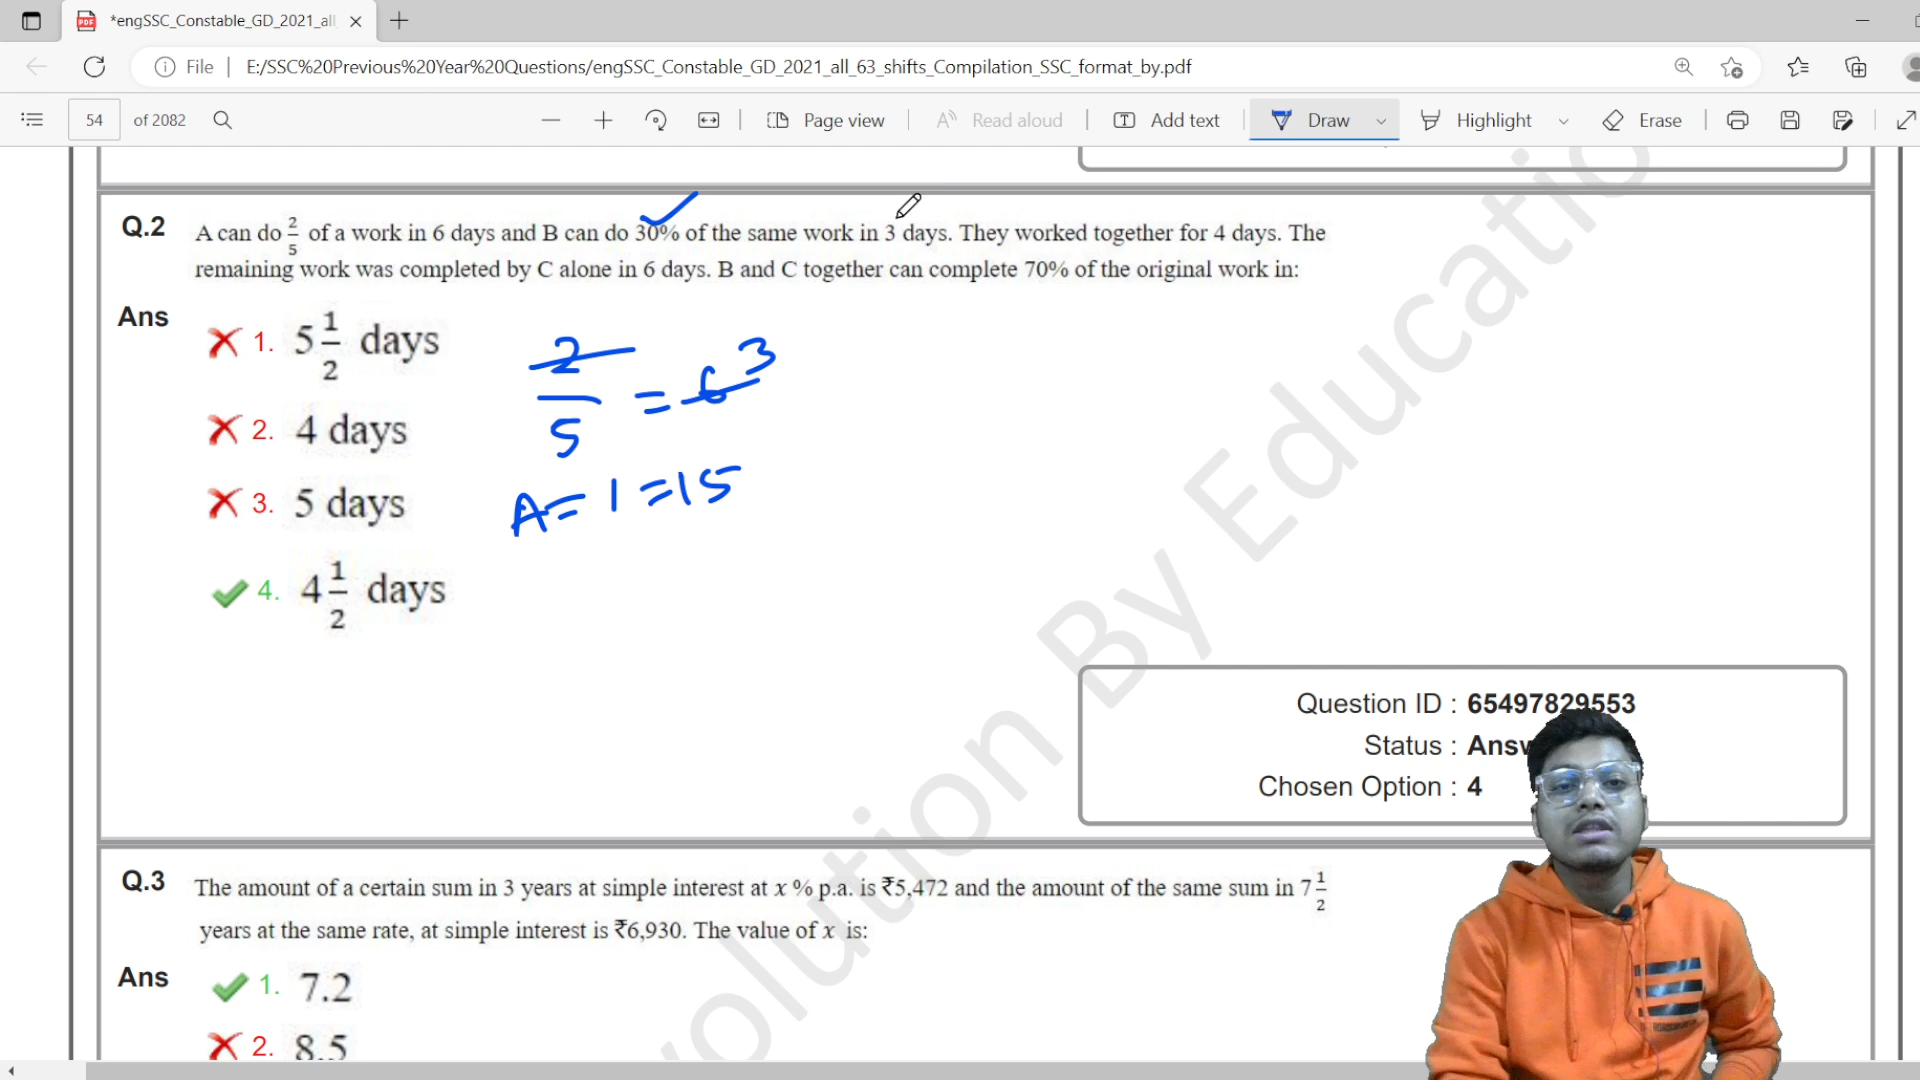 *engSSC_Constable_GD_2021_all
File
E:/SSC%20Previous%20Year%20Questions/engSSC_Constable_GD_2021_all_63_shifts_Compilation_SSC_format_by.pdf
54 of 2082
Page view
Read aloud
Add text
Draw
Highlight
Erase
Q.2 A can do 2/5 of a work in 6 days and B can do 30% of the same work in 3 days. They worked together for 4 days. The
remaining work was completed by C alone in 6 days. B and C together can complete 70% of the original work in:
Ans
1. 5 1/2 days
2. 4 days
3. 5 days
4. 4 1/2 days
2/5 = 6 3
A = 1 = 15
Question ID : 65497829553
Status :
Chosen Option : 4
Q.3 The amount of a certain sum in 3 years at simple interest at x % p.a. is ₹5,472 and the amount of the same sum in 7 1/2
years at the same rate, at simple interest is ₹6,930. The value of x is:
Ans
1. 7.2
2. 8.5
By